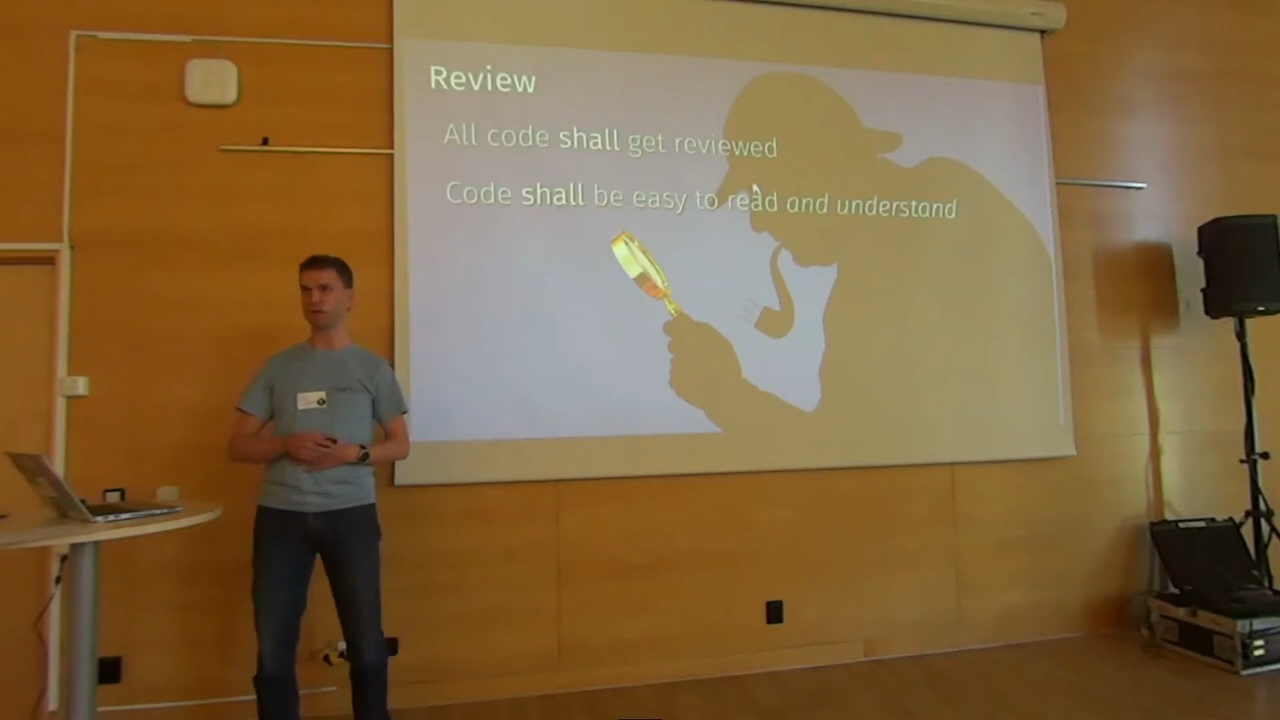 Review
All code shall get reviewed
Code shall be easy to read and understand